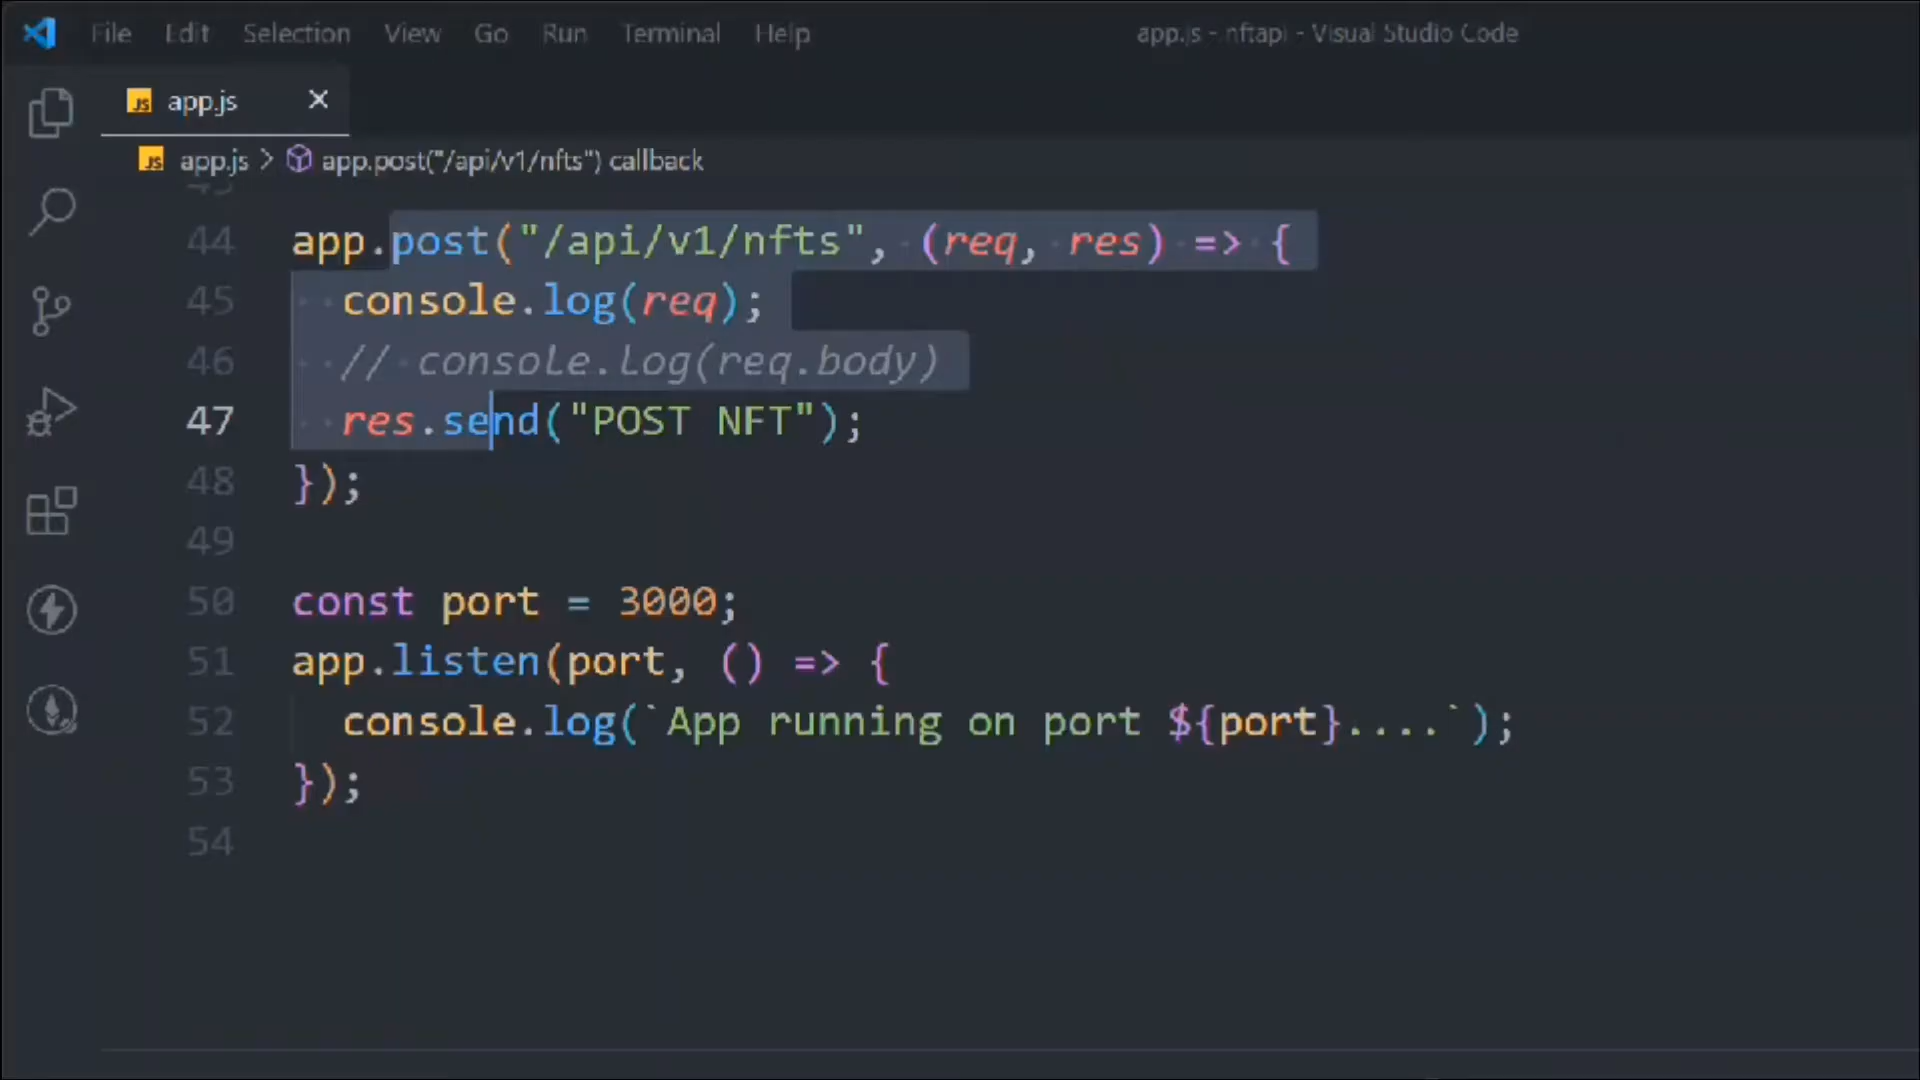 File Edit Selection View Go Run Terminal Help app.js - nftapi - Visual Studio Code
JS app.js
JS app.js > app.post("/api/v1/nfts") callback
43
44 app.post("/api/v1/nfts", (req, res) => {
45 console.log(req);
46 // console.log(req.body)
47 res.send("POST NFT");
48 });
49
50 const port = 3000;
51 app.listen(port, () => {
52 console.log(`App running on port ${port}....`);
53 });
54